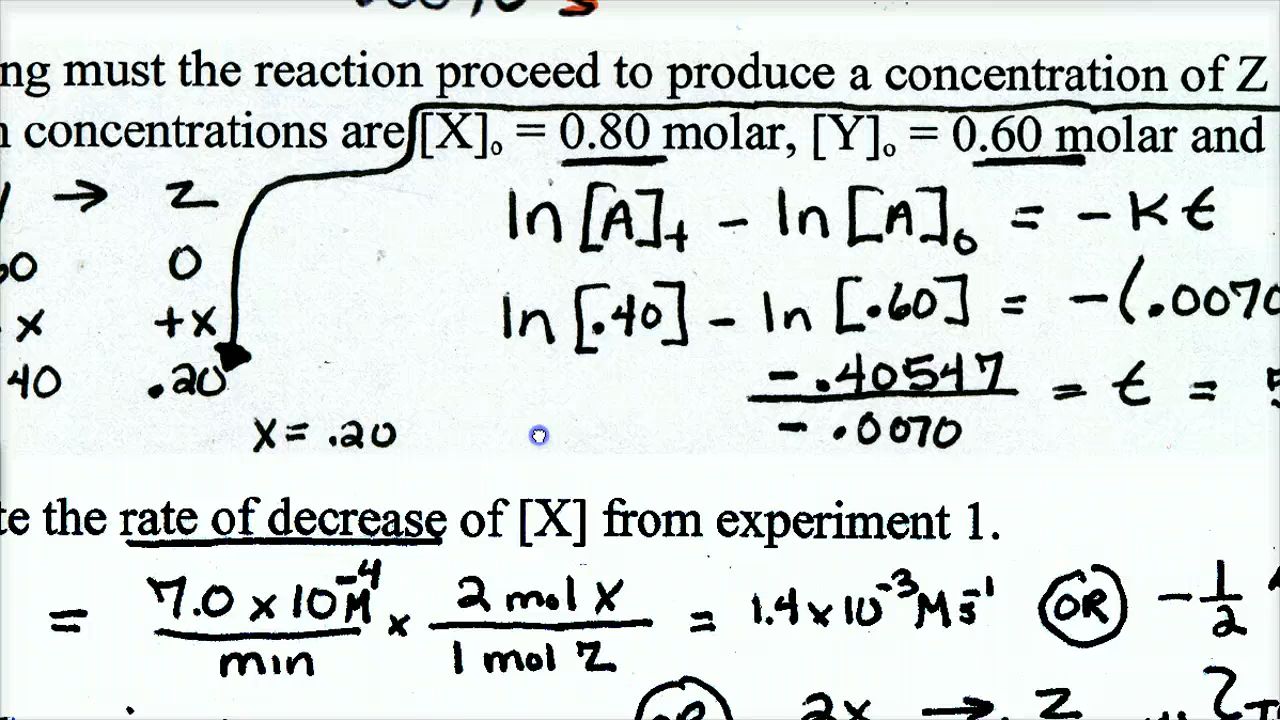 ng must the reaction proceed to produce a concentration of Z
concentrations are [X]₀ = 0.80 molar, [Y]₀ = 0.60 molar and
→ Z
0
x +x
40 .20
x = .20
ln [A]t - ln [A]₀ = - K t
ln [.40] - ln [.60] = - (.0070
- .40547 = t =
- .0070
te the rate of decrease of [X] from experiment 1.
= 7.0 x 10⁻⁴ M x 2 mol X = 1.4 x 10⁻³ M s⁻¹ OR - 1
min 1 mol Z 2
OR 2x → Z